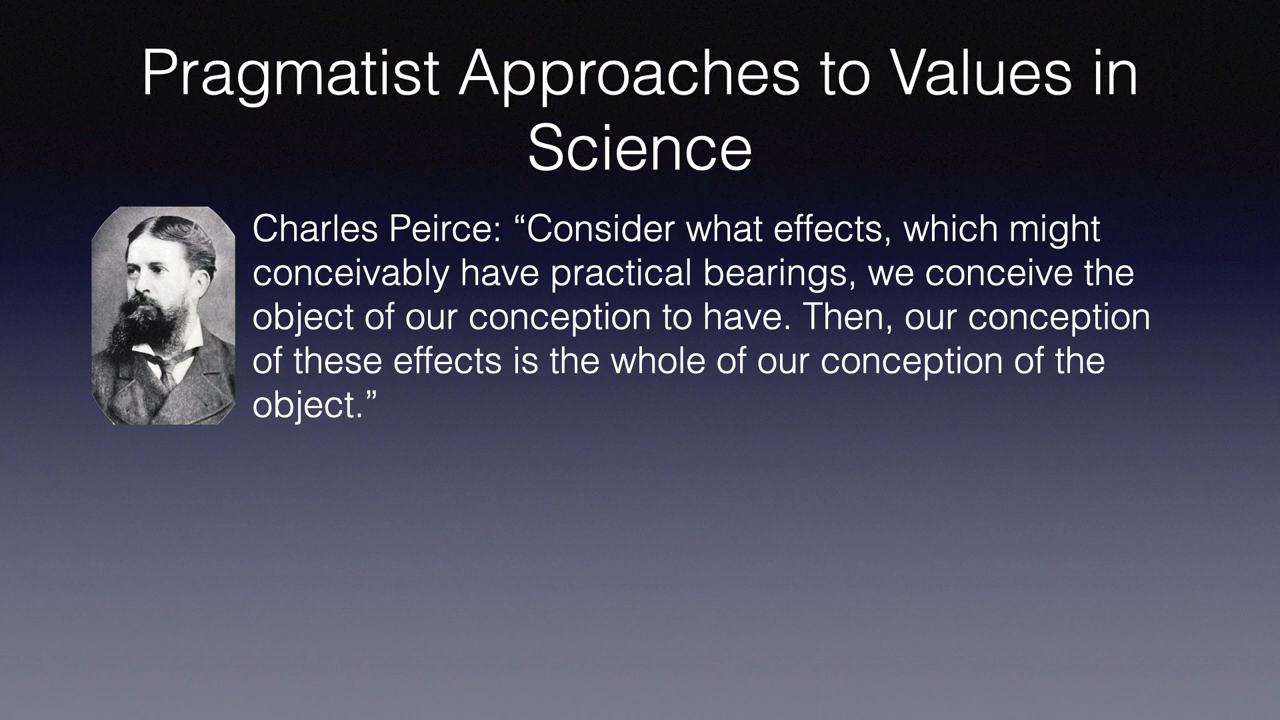 Pragmatist Approaches to Values in
Science
Charles Peirce: “Consider what effects, which might
conceivably have practical bearings, we conceive the
object of our conception to have. Then, our conception
of these effects is the whole of our conception of the
object.”